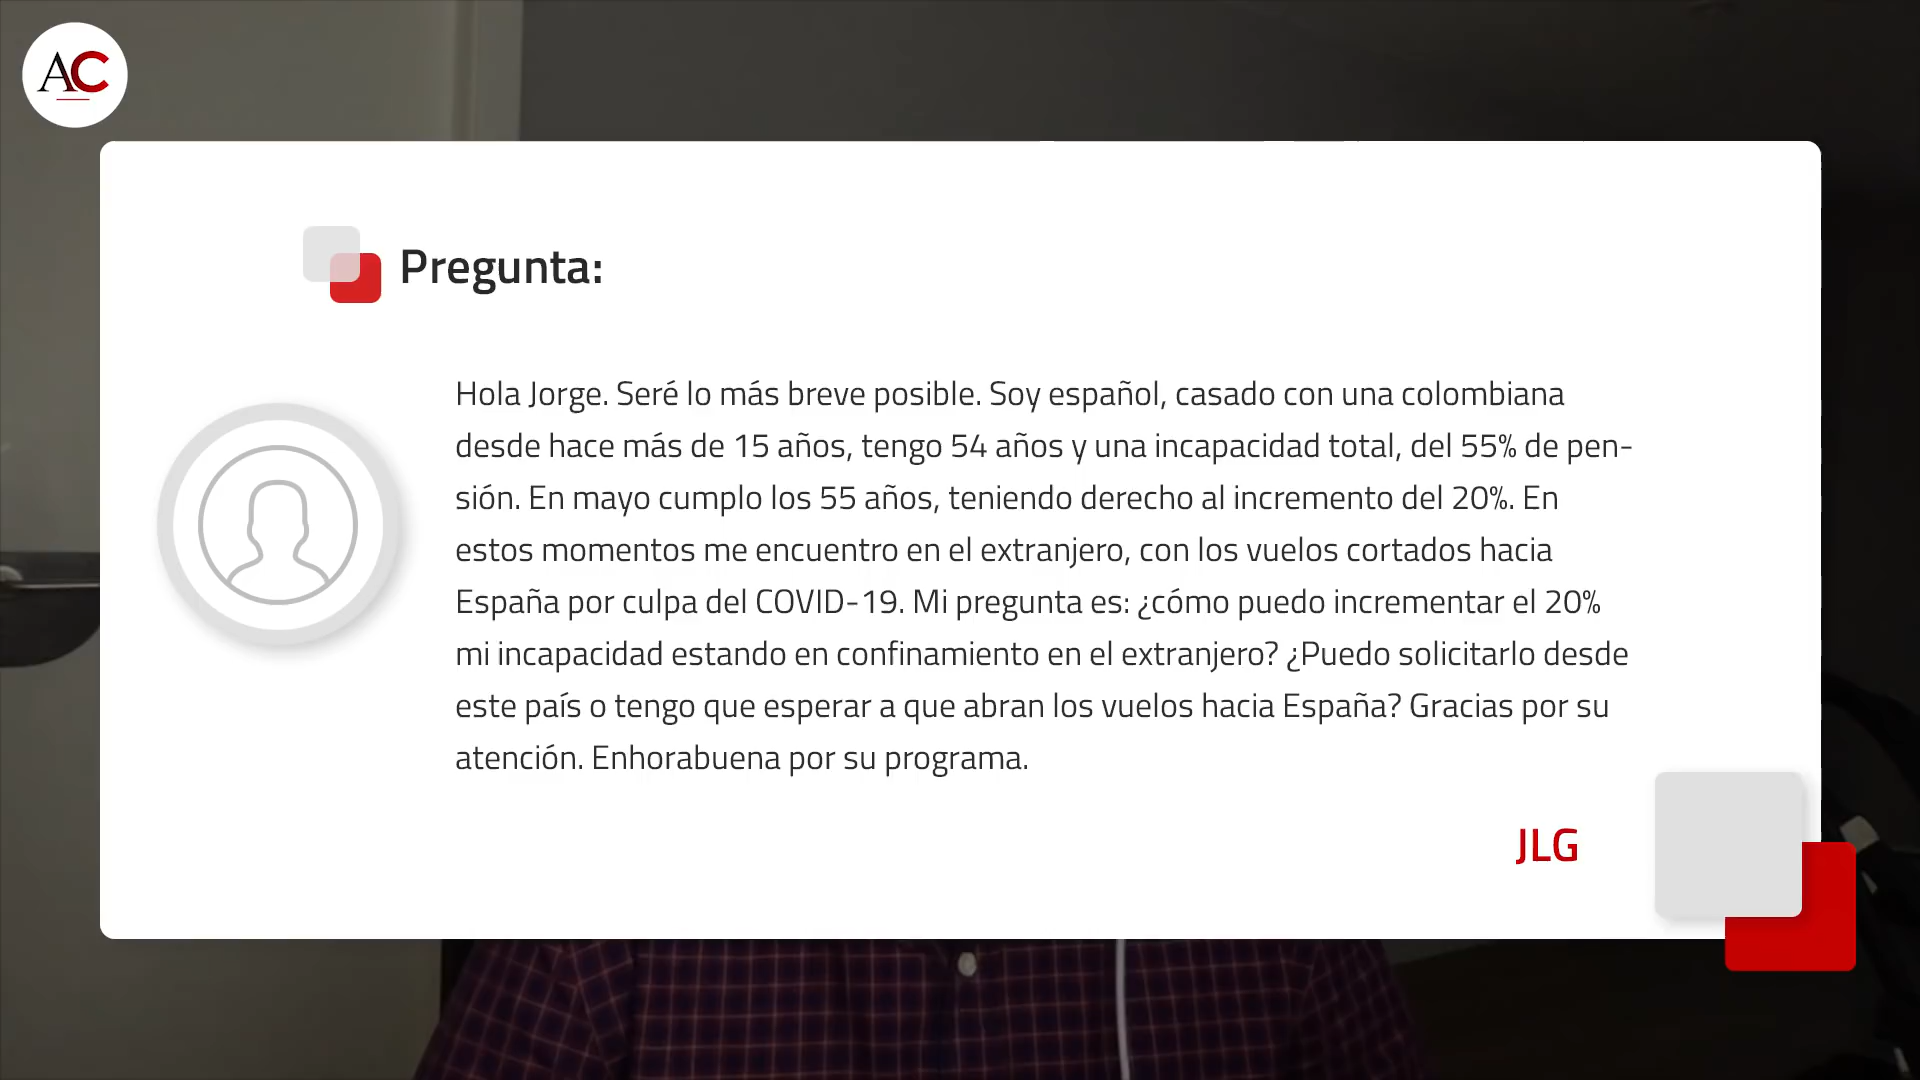 AC
Pregunta:
Hola Jorge. Seré lo más breve posible. Soy español, casado con una colombiana
desde hace más de 15 años, tengo 54 años y una incapacidad total, del 55% de pen-
sión. En mayo cumplo los 55 años, teniendo derecho al incremento del 20%. En
estos momentos me encuentro en el extranjero, con los vuelos cortados hacia
España por culpa del COVID-19. Mi pregunta es: ¿cómo puedo incrementar el 20%
mi incapacidad estando en confinamiento en el extranjero? ¿Puedo solicitarlo desde
este país o tengo que esperar a que abran los vuelos hacia España? Gracias por su
atención. Enhorabuena por su programa.
JLG